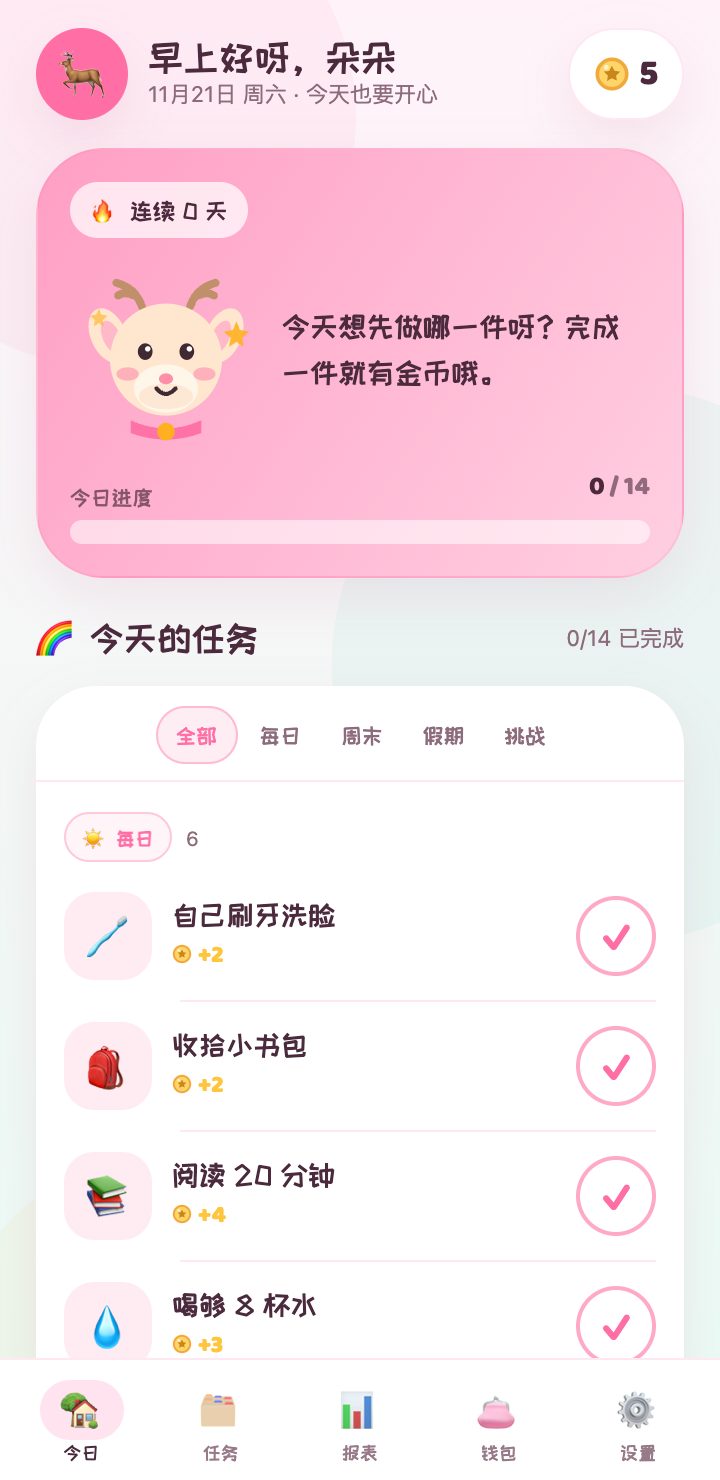 早上好呀，朵朵
11月21日 周六 · 今天也要开心
5
连续 0 天
今天想先做哪一件呀？完成
一件就有金币哦。
今日进度
0 / 14
今天的任务
0/14 已完成
全部 每日 周末 假期 挑战
每日 6
自己刷牙洗脸
+2
收拾小书包
+2
阅读 20 分钟
+4
喝够 8 杯水
+3
今日 任务 报表 钱包 设置